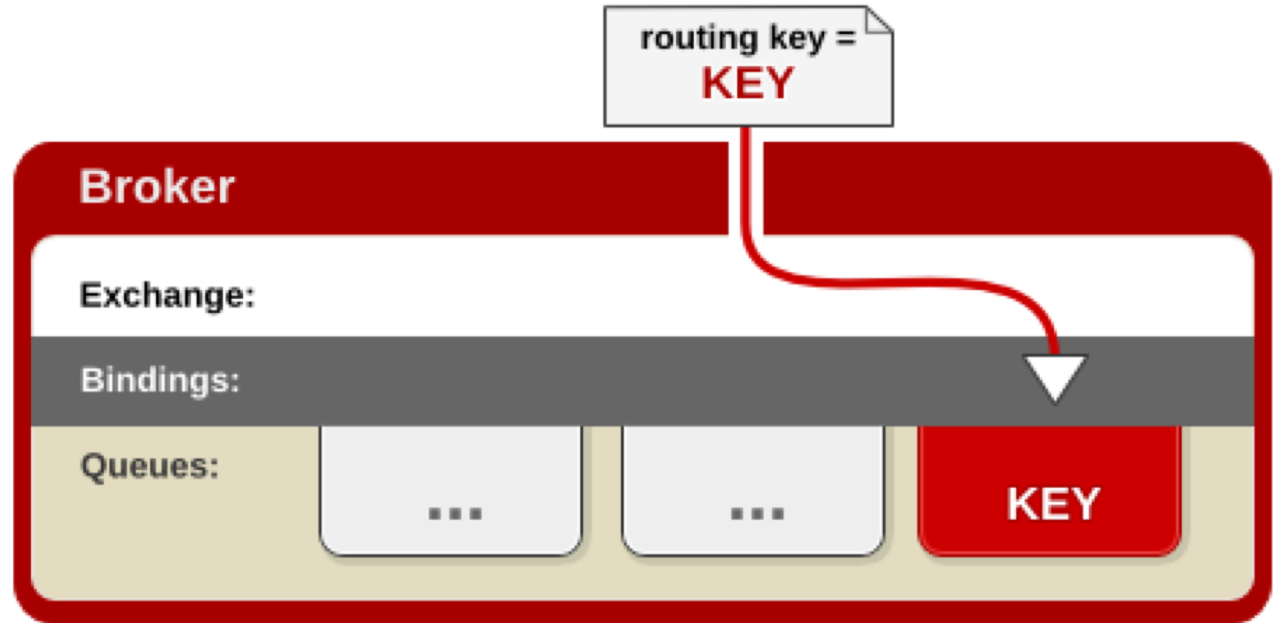 routing key =
KEY
Broker
Exchange:
Bindings:
Queues:
...
...
KEY